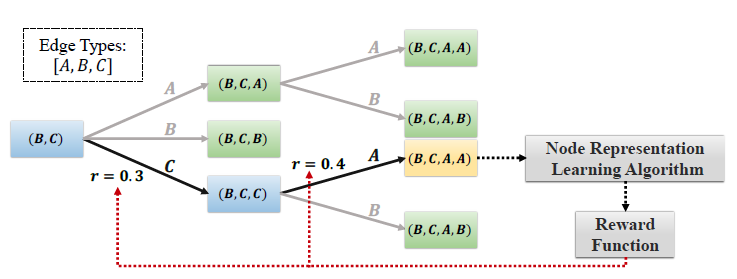 Edge Types:
[A, B, C]
(B, C)
A
B
C
r = 0.3
(B, C, A)
(B, C, B)
(B, C, C)
A
B
r = 0.4
A
B
(B, C, A, A)
(B, C, A, B)
(B, C, A, A)
(B, C, A, B)
Node Representation
Learning Algorithm
Reward
Function